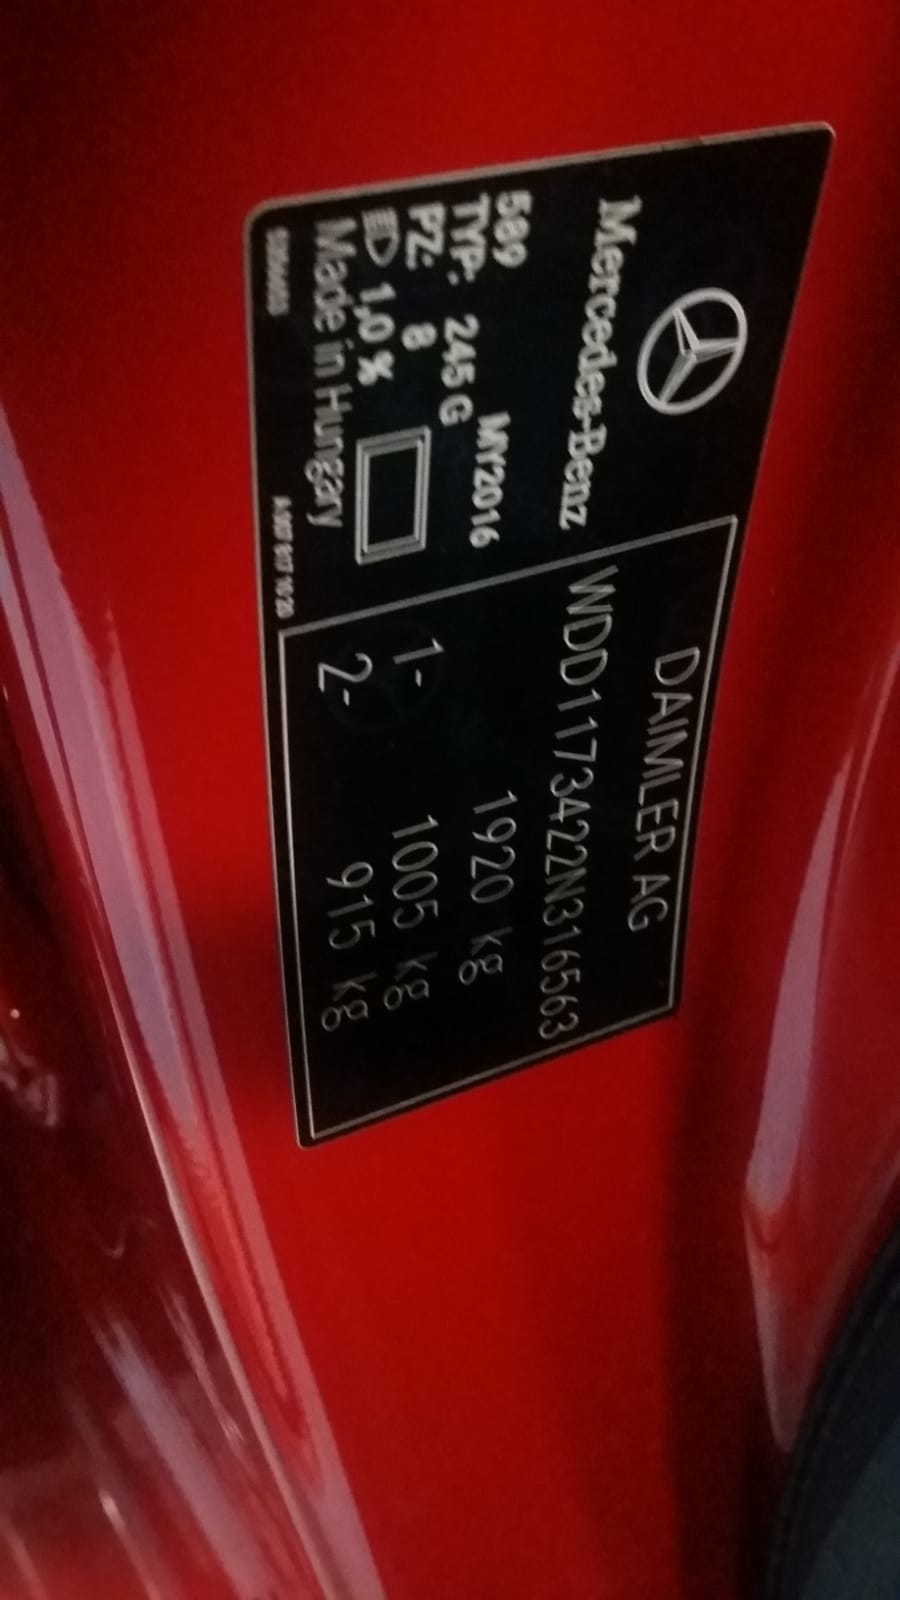 Mercedes-Benz
589 MY2016
TYP: 245 G
PZ: 8
1,0 %
Made in Hungary
DAIMLER AG
WDD1173422N316563
1920 kg
1- 1005 kg
2- 915 kg